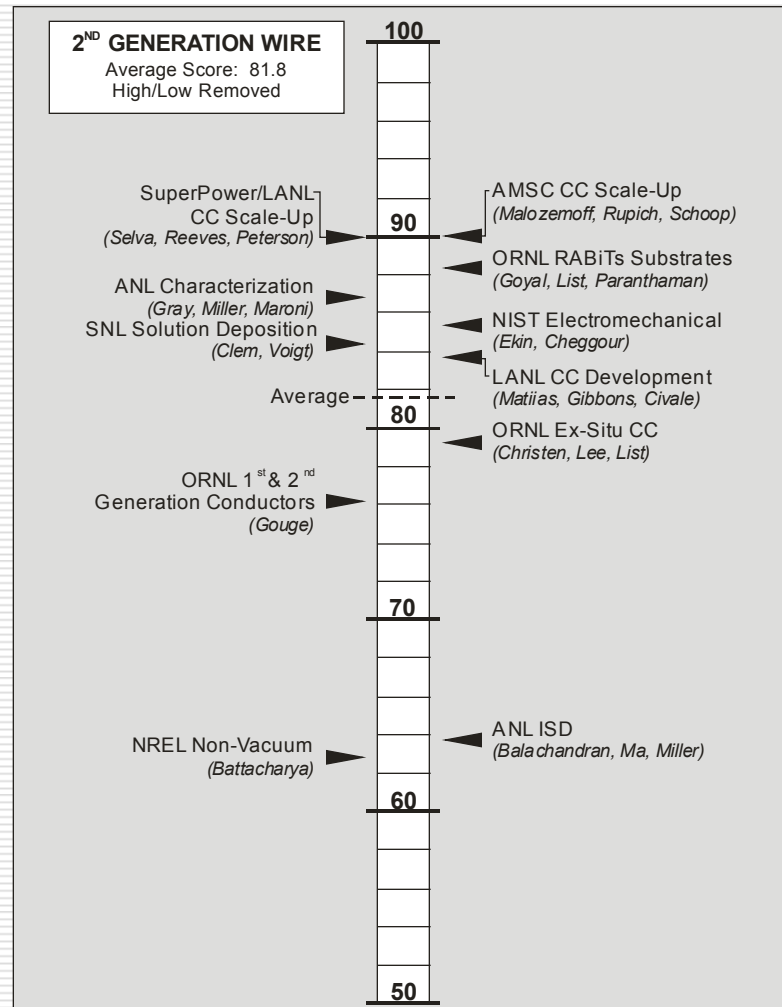 2ND GENERATION WIRE
Average Score: 81.8
High/Low Removed
100
SuperPower/LANL
CC Scale-Up
(Selva, Reeves, Peterson)
AMSC CC Scale-Up
(Malozemoff, Rupich, Schoop)
90
ORNL RABiTs Substrates
(Goyal, List, Paranthaman)
ANL Characterization
(Gray, Miller, Maroni)
NIST Electromechanical
(Ekin, Cheggour)
SNL Solution Deposition
(Clem, Voigt)
LANL CC Development
(Matiias, Gibbons, Civale)
Average
80
ORNL Ex-Situ CC
(Christen, Lee, List)
ORNL 1st & 2nd
Generation Conductors
(Gouge)
70
ANL ISD
(Balachandran, Ma, Miller)
NREL Non-Vacuum
(Battacharya)
60
50